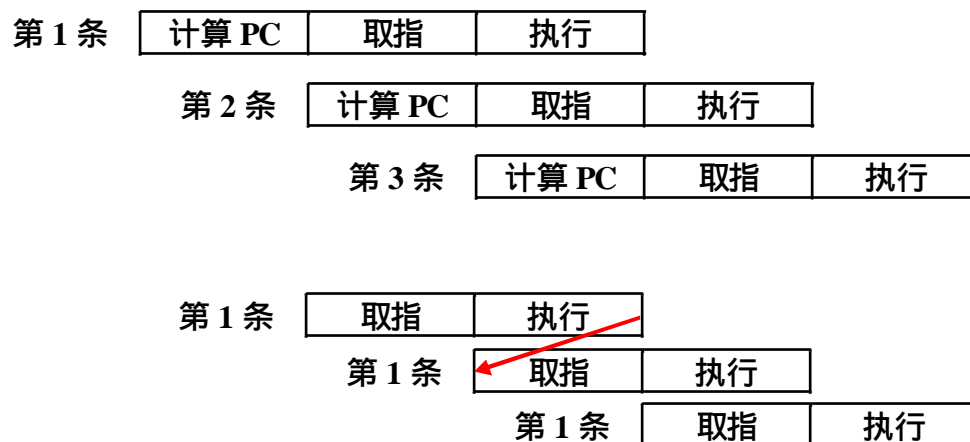 第 1 条 计算 PC 取指 执行
第 2 条 计算 PC 取指 执行
第 3 条 计算 PC 取指 执行
第 1 条 取指 执行
第 1 条 取指 执行
第 1 条 取指 执行